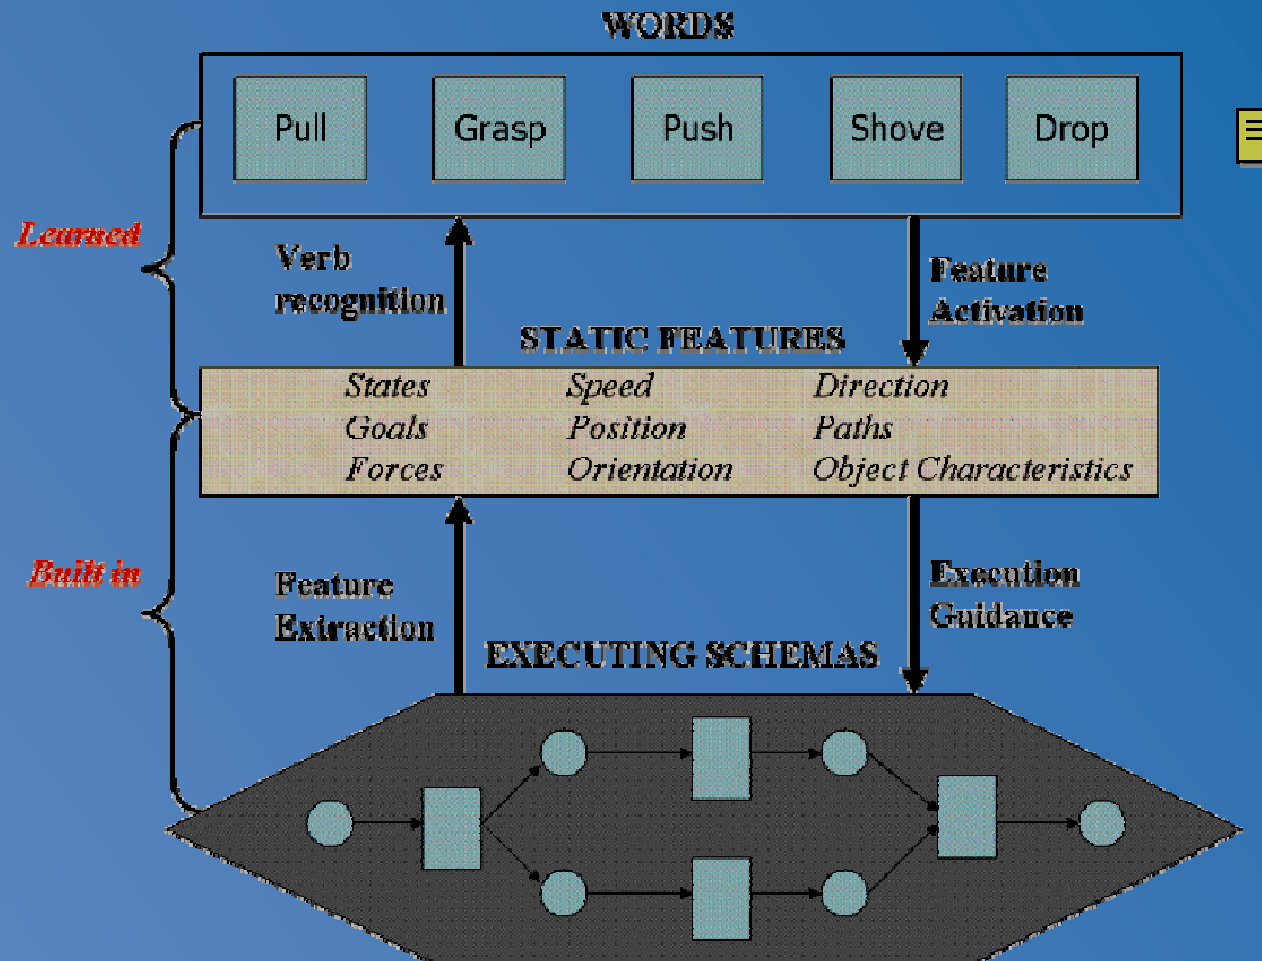 WORDS
Pull Grasp Push Shove Drop
Learned
Verb
recognition
Feature
Activation
STATIC FEATURES
States Speed Direction
Goals Position Paths
Forces Orientation Object Characteristics
Built in
Feature
Extraction
Execution
Guidance
EXECUTING SCHEMAS